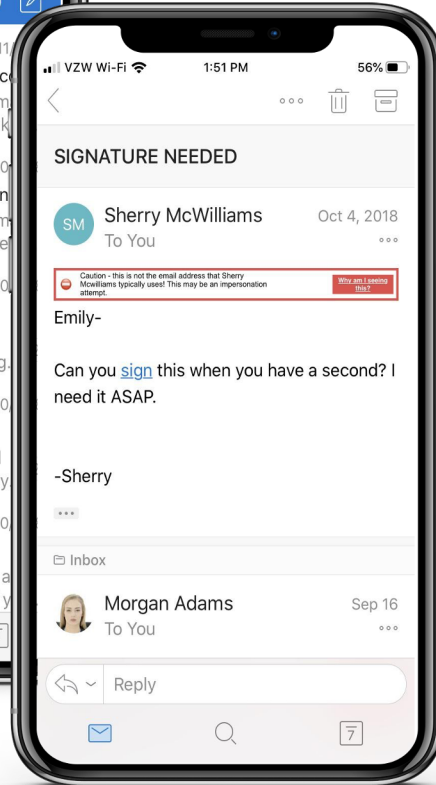 VZW Wi-Fi
1:51 PM
56%
SIGNATURE NEEDED
SM
Sherry McWilliams
Oct 4, 2018
To You
Caution - this is not the email address that Sherry
Mcwilliams typically uses! This may be an impersonation
attempt.
Why am I seeing
this?
Emily-
Can you sign this when you have a second? I
need it ASAP.
-Sherry
Inbox
Morgan Adams
Sep 16
To You
Reply
7